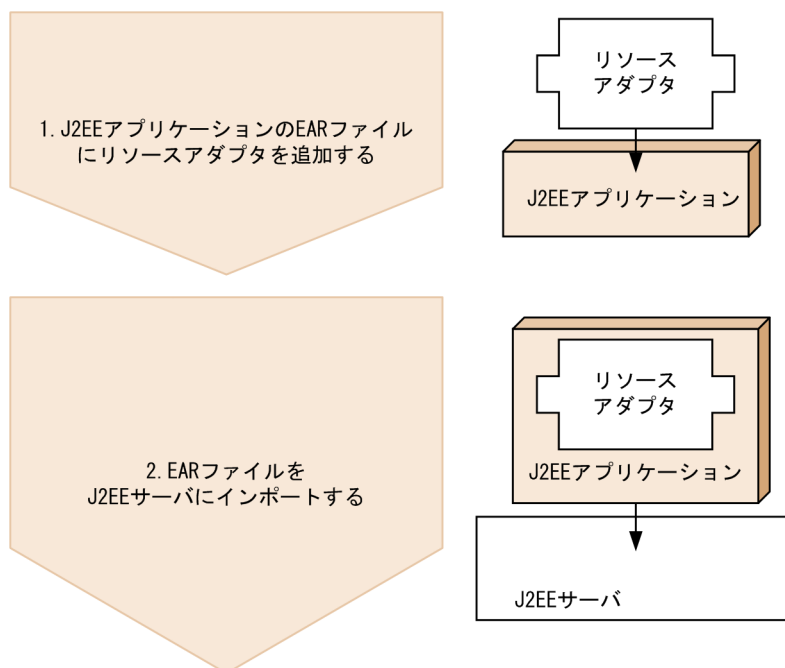 1. J2EEアプリケーションのEARファイル
にリソースアダプタを追加する
リソース
アダプタ
J2EEアプリケーション
2. EARファイルを
J2EEサーバにインポートする
リソース
アダプタ
J2EEアプリケーション
J2EEサーバ